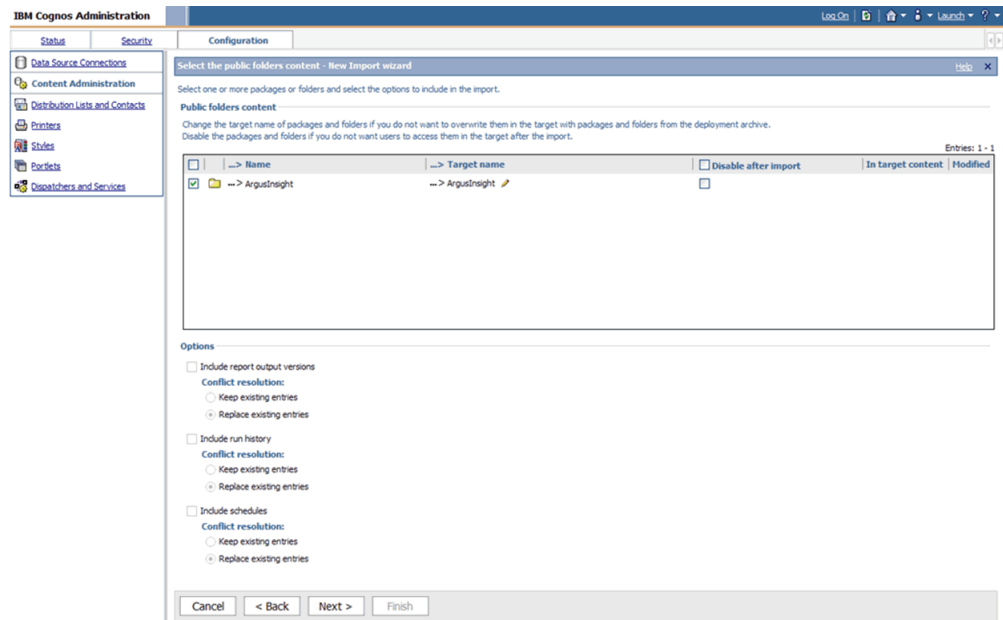 IBM Cognos Administration
Log On Launch ?
Status Security Configuration
Data Source Connections
Content Administration
Distribution Lists and Contacts
Printers
Styles
Portlets
Dispatchers and Services
Select the public folders content - New Import wizard Help X
Select one or more packages or folders and select the options to include in the import.
Public folders content
Change the target name of packages and folders if you do not want to overwrite them in the target with packages and folders from the deployment archive.
Disable the packages and folders if you do not want users to access them in the target after the import.
Entries: 1 - 1
...> Name ...> Target name Disable after import In target content Modified
...> ArgusInsight ...> ArgusInsight
Options
Include report output versions
Conflict resolution:
Keep existing entries
Replace existing entries
Include run history
Conflict resolution:
Keep existing entries
Replace existing entries
Include schedules
Conflict resolution:
Keep existing entries
Replace existing entries
Cancel < Back Next > Finish